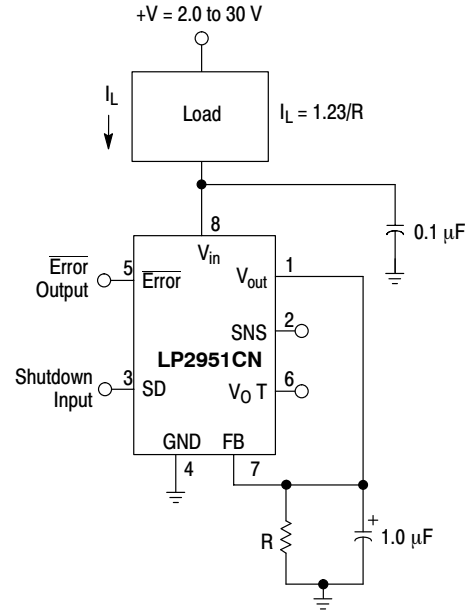 +V = 2.0 to 30 V
I_L
Load
I_L = 1.23/R
8
0.1 μF
V_in
Error
Output
5
Error
V_out
1
SNS
2
LP2951CN
Shutdown
Input
3
SD
V_O T
6
GND
FB
4
7
R
+
1.0 μF